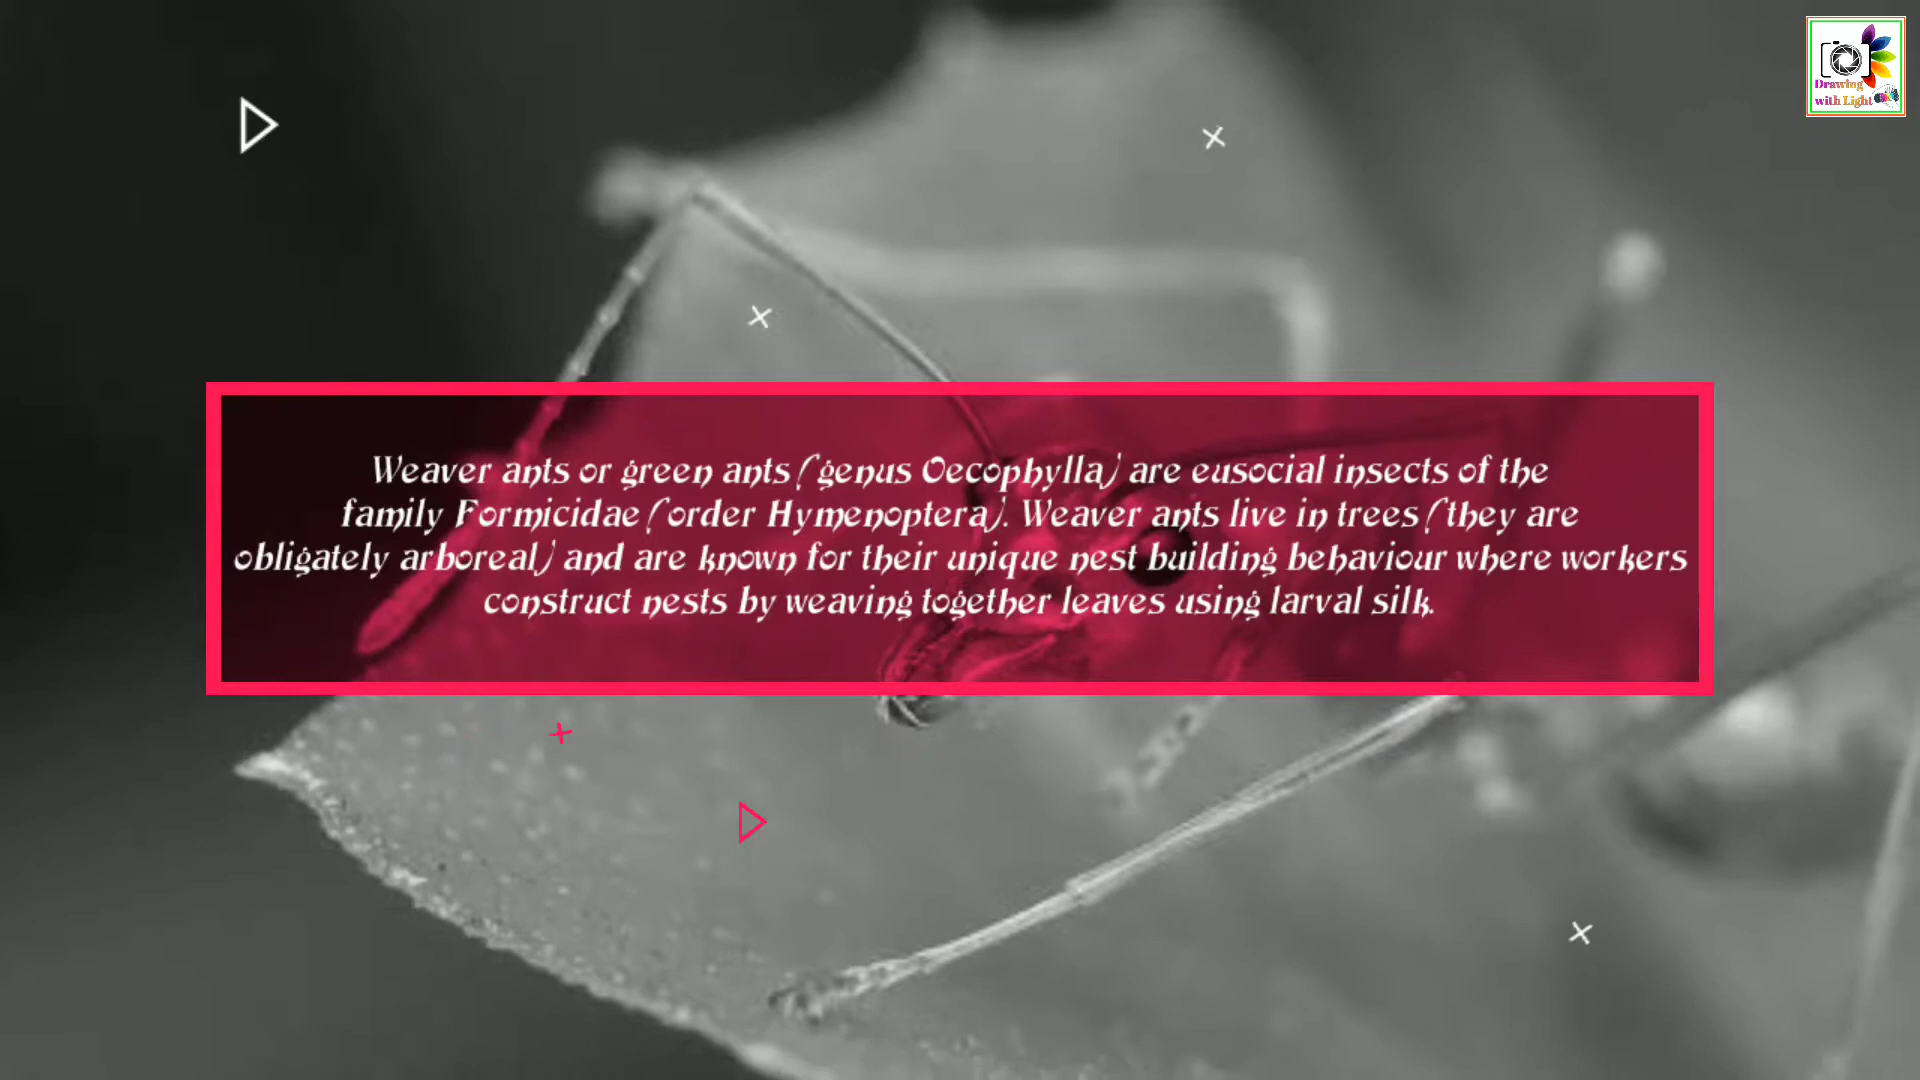 Drawing
with Light
Weaver ants or green ants (genus Oecophylla) are eusocial insects of the
family Formicidae (order Hymenoptera). Weaver ants live in trees (they are
obligately arboreal) and are known for their unique nest building behaviour where workers
construct nests by weaving together leaves using larval silk.